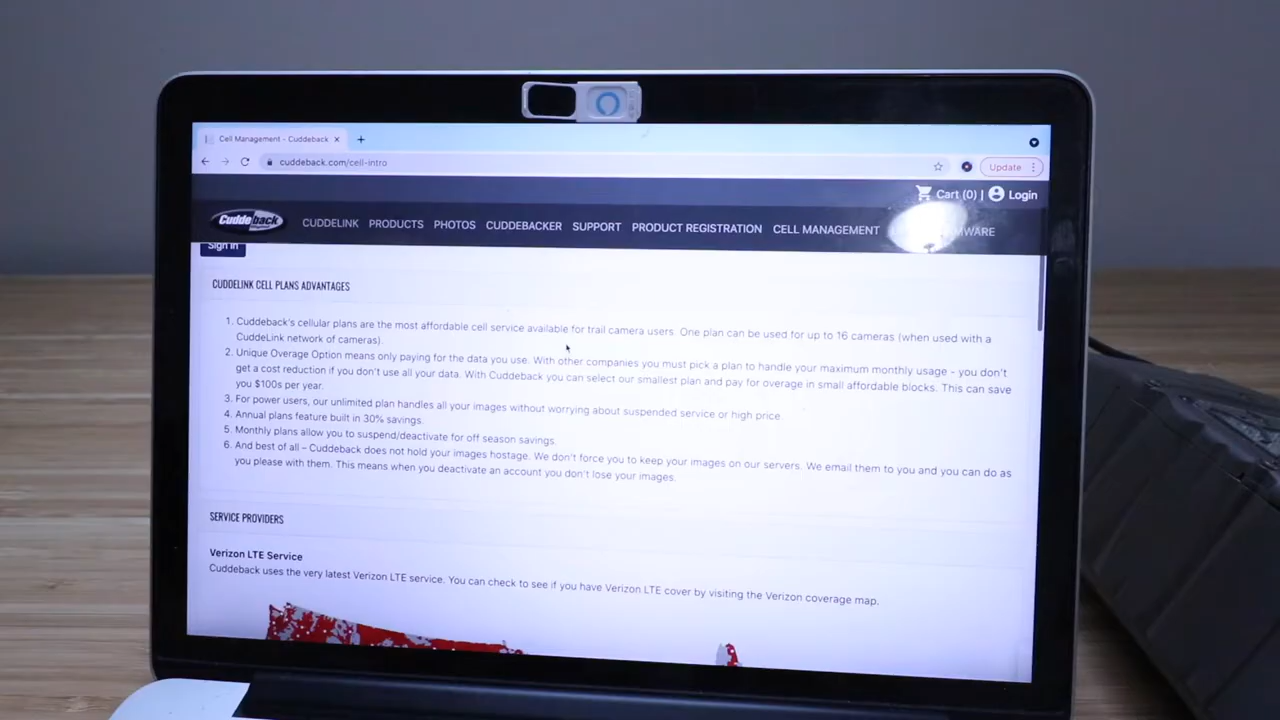 Cell Management - Cuddeback
cuddeback.com/cell-intro
Update
Cart (0) | Login
Cuddeback
CUDDELINK PRODUCTS PHOTOS CUDDEBACKER SUPPORT PRODUCT REGISTRATION CELL MANAGEMENT
Sign in
CUDDELINK CELL PLANS ADVANTAGES
1. Cuddeback's cellular plans are the most affordable cell service available for trail camera users. One plan can be used for up to 16 cameras (when used with a
CuddeLink network of cameras).
2. Unique Overage Option means only paying for the data you use. With other companies you must pick a plan to handle your maximum monthly usage - you don't
get a cost reduction if you don't use all your data. With Cuddeback you can select our smallest plan and pay for overage in small affordable blocks. This can save
you $100s per year.
3. For power users, our unlimited plan handles all your images without worrying about suspended service or high price.
4. Annual plans feature built in 30% savings.
5. Monthly plans allow you to suspend/deactivate for off season savings.
6. And best of all – Cuddeback does not hold your images hostage. We don't force you to keep your images on our servers. We email them to you and you can do as
you please with them. This means when you deactivate an account you don't lose your images.
SERVICE PROVIDERS
Verizon LTE Service
Cuddeback uses the very latest Verizon LTE service. You can check to see if you have Verizon LTE cover by visiting the Verizon coverage map.